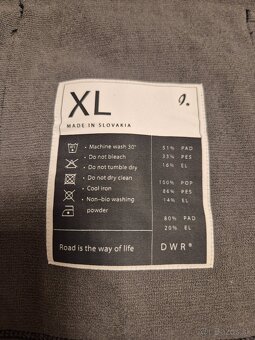 XL
MADE IN SLOVAKIA
• Machine wash 30°
• Do not bleach
• Do not tumble dry
• Do not dry clean
• Cool iron
• Non-bio washing
powder
51% PAD
33% PES
16% EL
100% POP
86% PES
14% EL
80% PAD
20% EL
Road is the way of life
DWR®